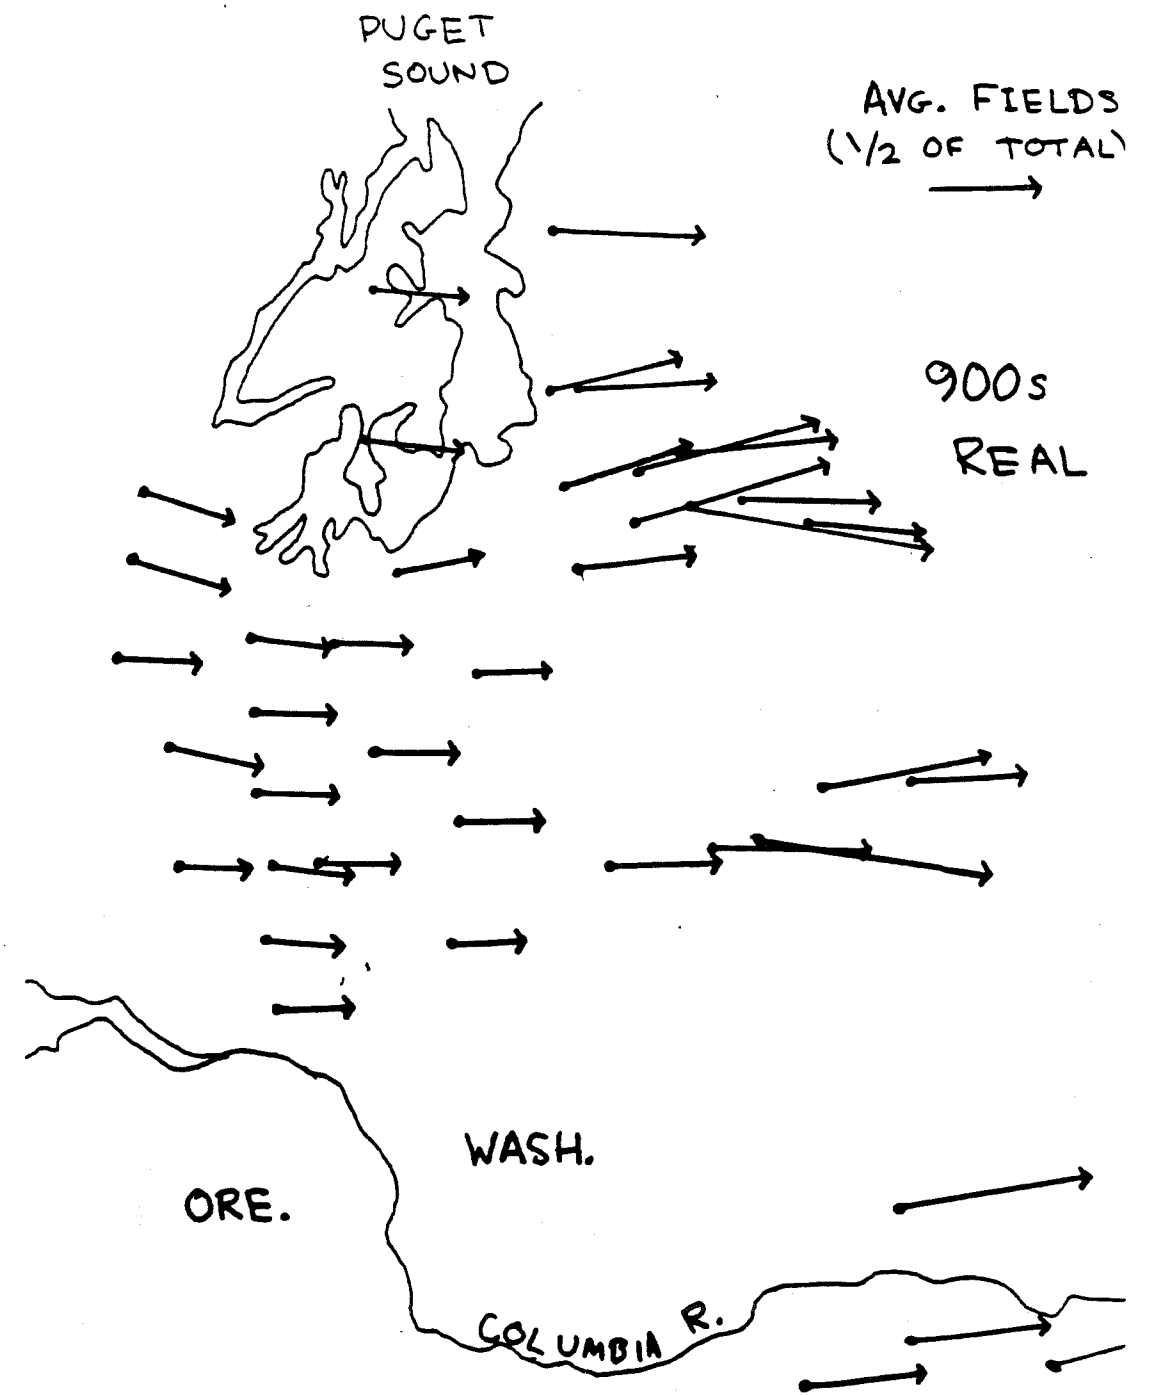 PUGET
SOUND
AVG. FIELDS
(1/2 OF TOTAL)
900s
REAL
WASH.
ORE.
COLUMBIA R.